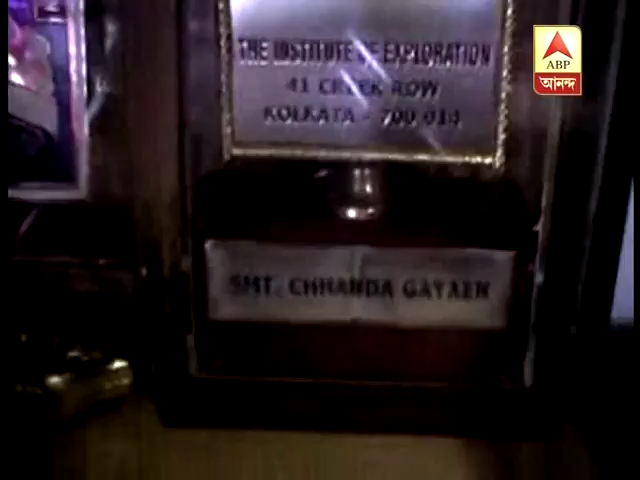 THE INSTITUTE OF EXPLORATION
41 CREEK ROW
KOLKATA - 700 014
SMT. CHHANDA GAYAEN
ABP
আনন্দ